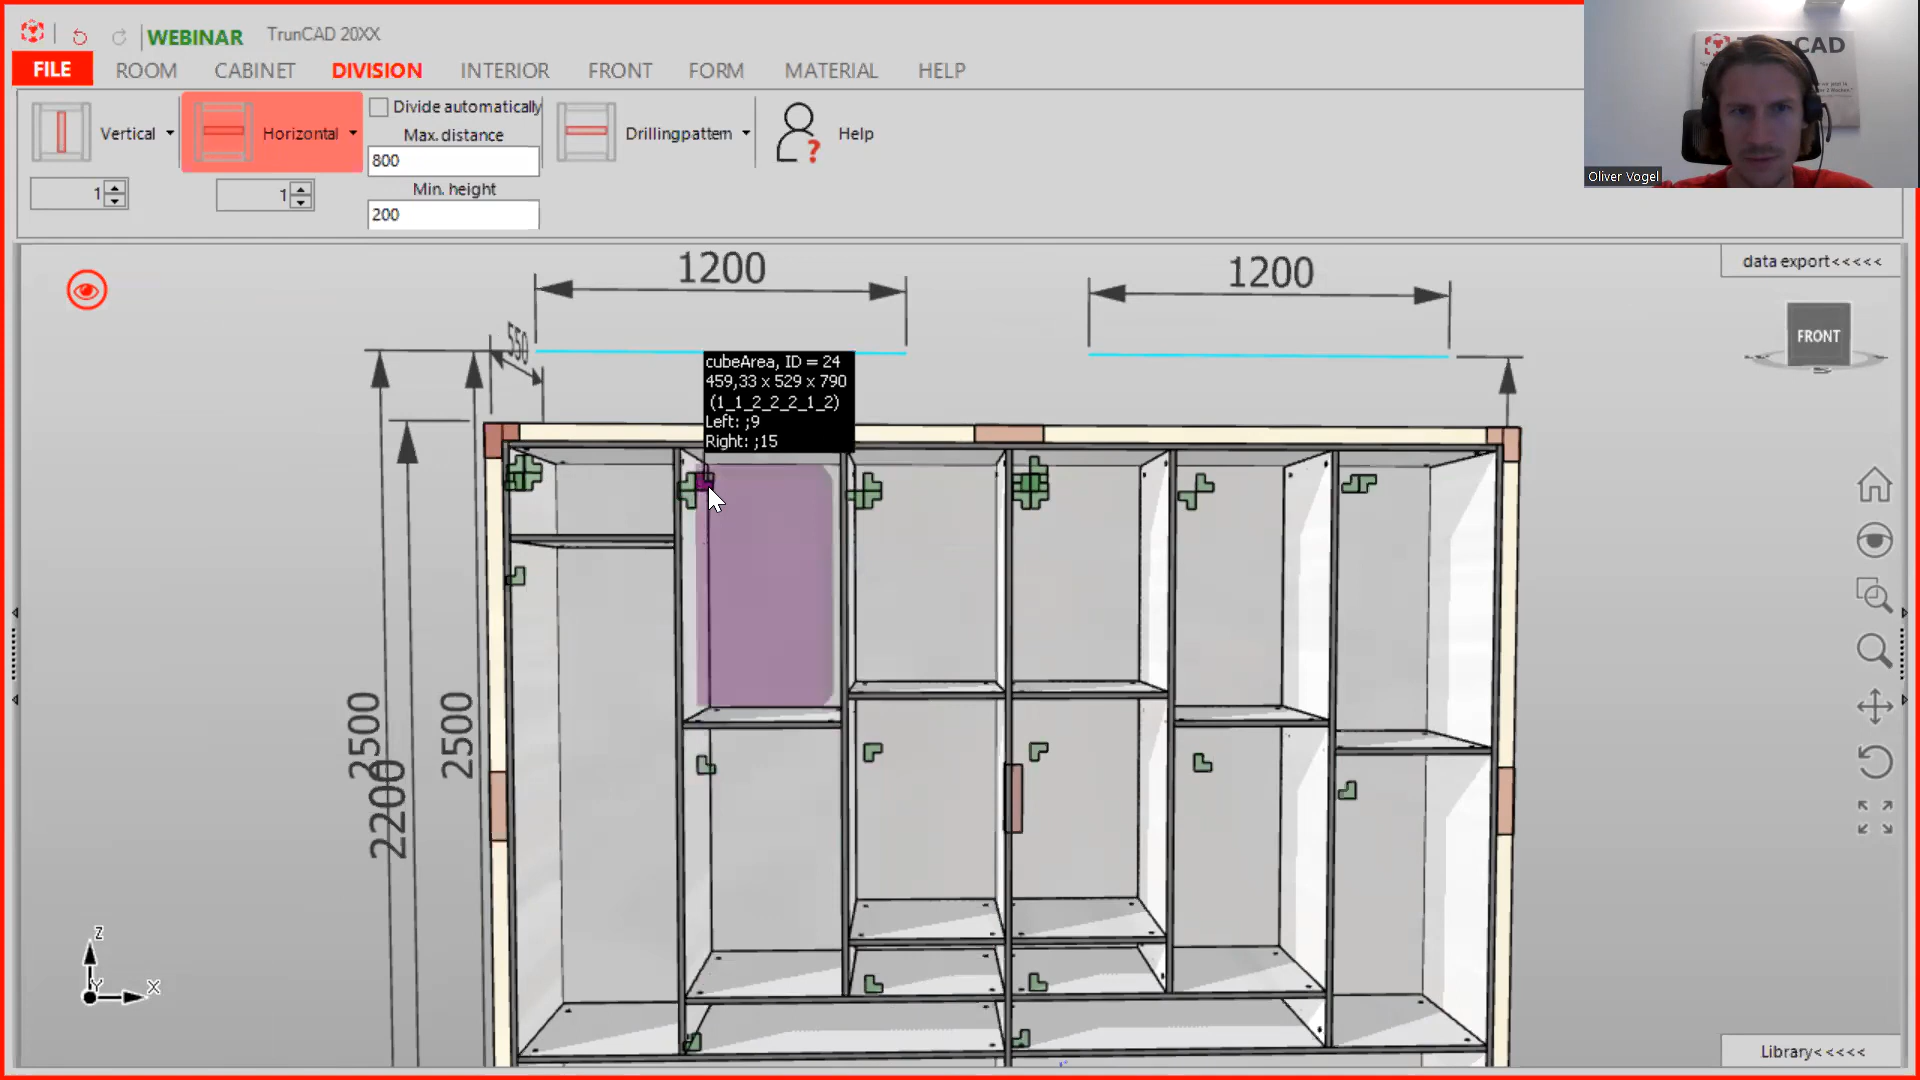 WEBINAR
TrunCAD 20XX
FILE
ROOM
CABINET
DIVISION
INTERIOR
FRONT
FORM
MATERIAL
HELP
Vertical
Horizontal
Divide automatically
Max. distance
800
Min. height
200
1
1
Drillingpattern
Help
CAD
Oliver Vogel
data export<<<<<
1200
1200
550
FRONT
cubeArea, ID = 24
459,33 x 529 x 790
(1_1_2_2_2_1_2)
Left: ;9
Right: ;15
2500
2200
2500
Z
Y
X
Library<<<<<